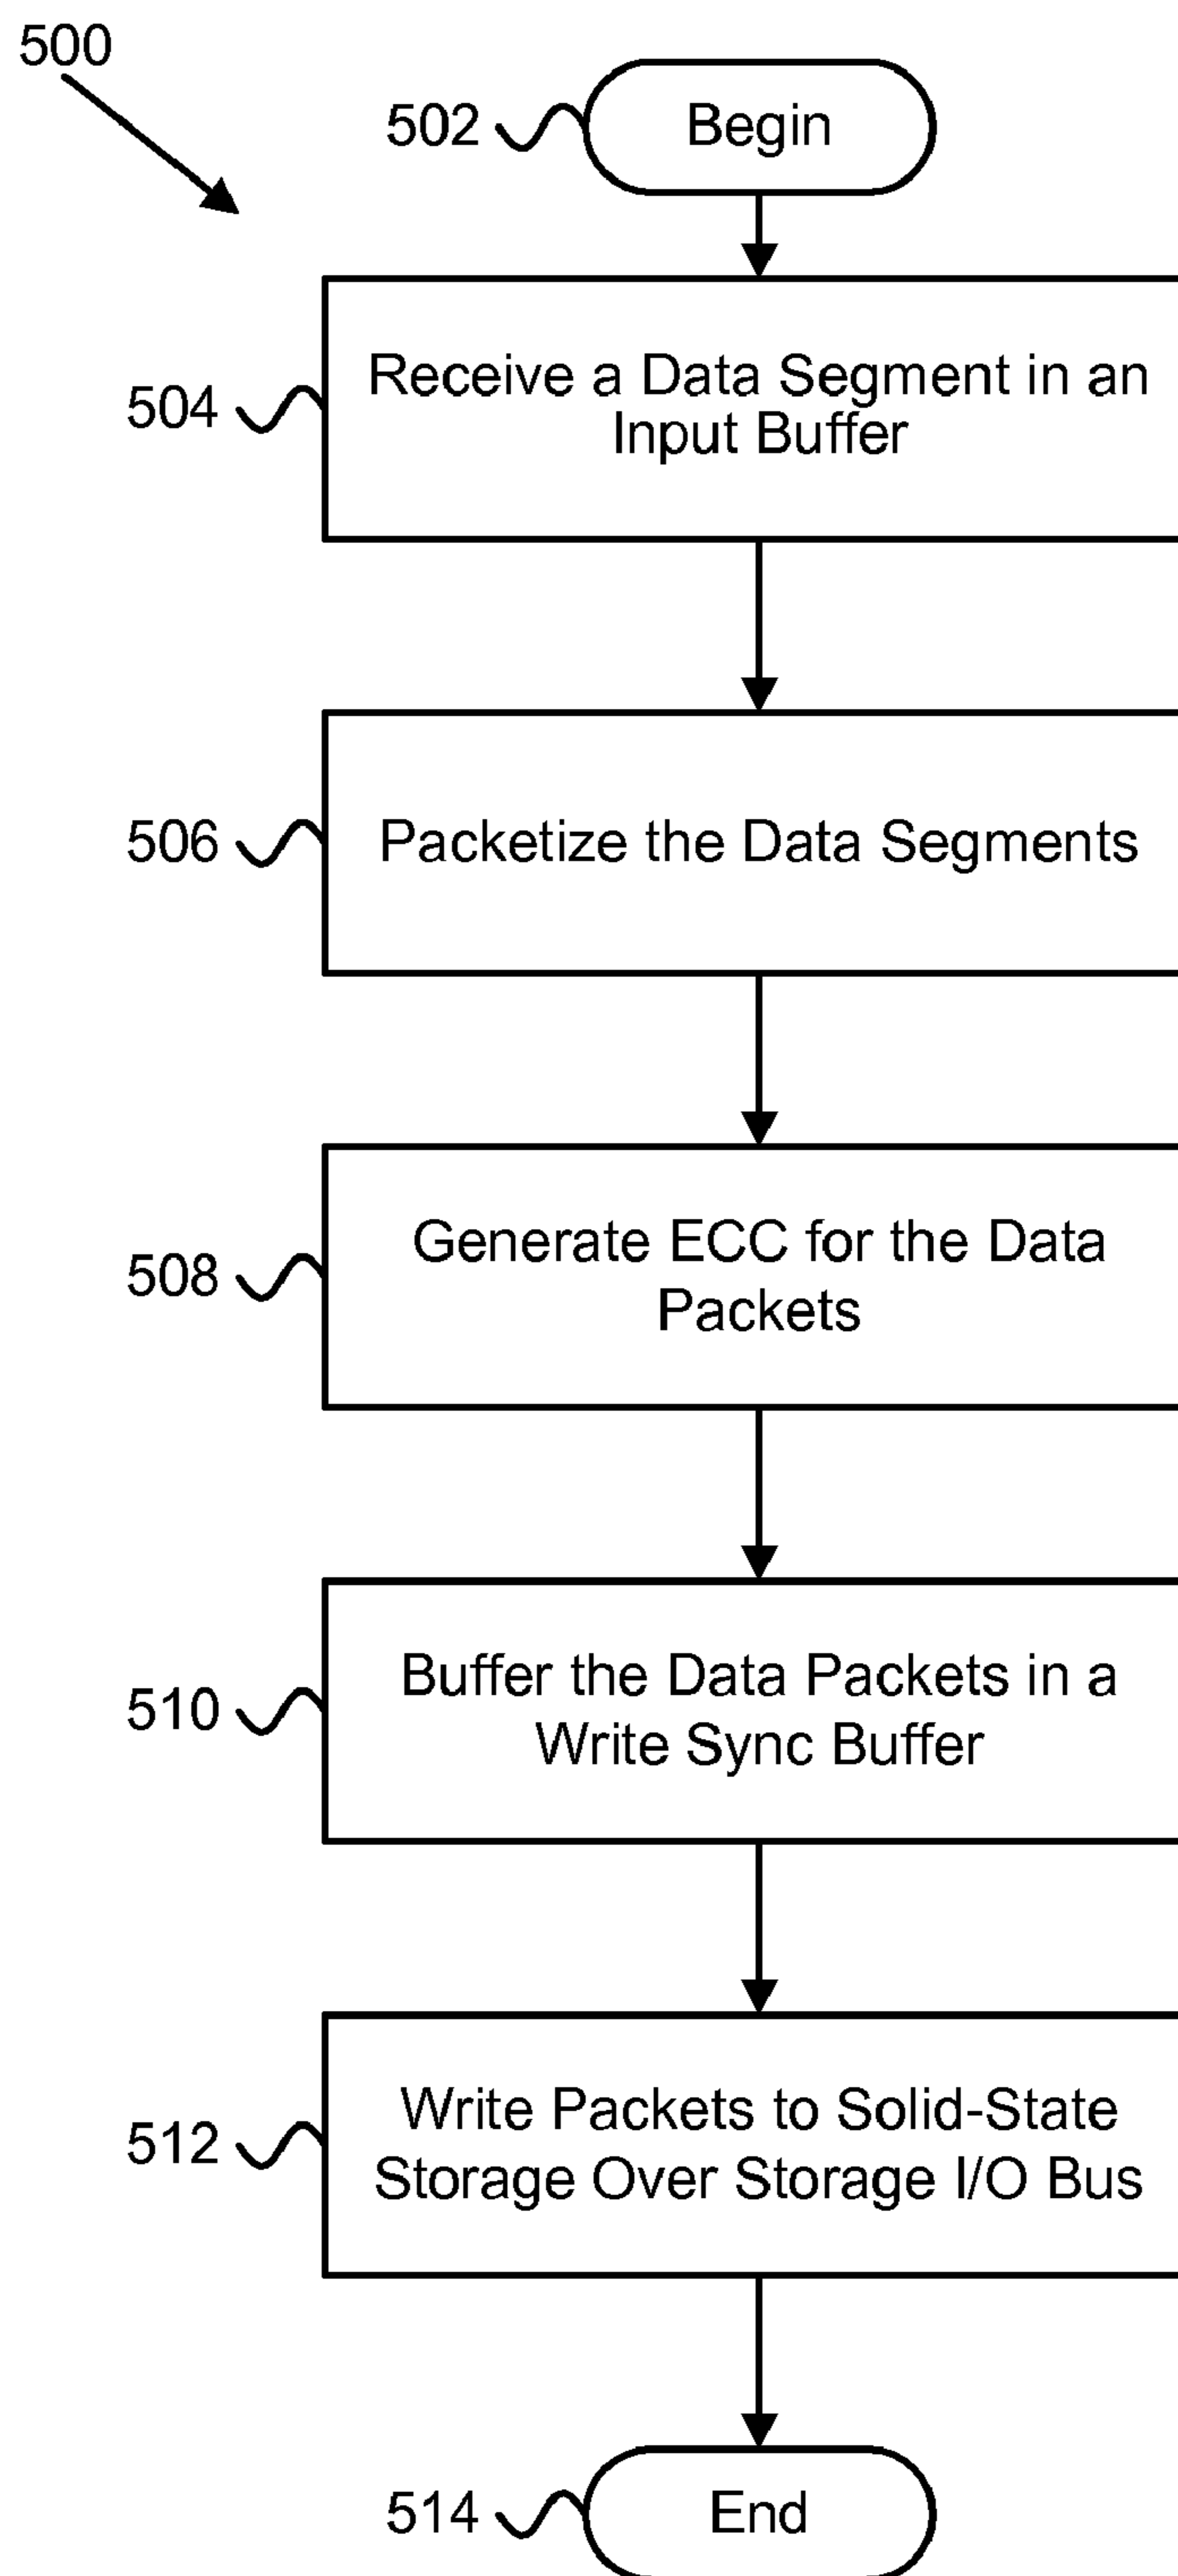 500
502
Begin
504
Receive a Data Segment in an
Input Buffer
506
Packetize the Data Segments
508
Generate ECC for the Data
Packets
510
Buffer the Data Packets in a
Write Sync Buffer
512
Write Packets to Solid-State
Storage Over Storage I/O Bus
514
End